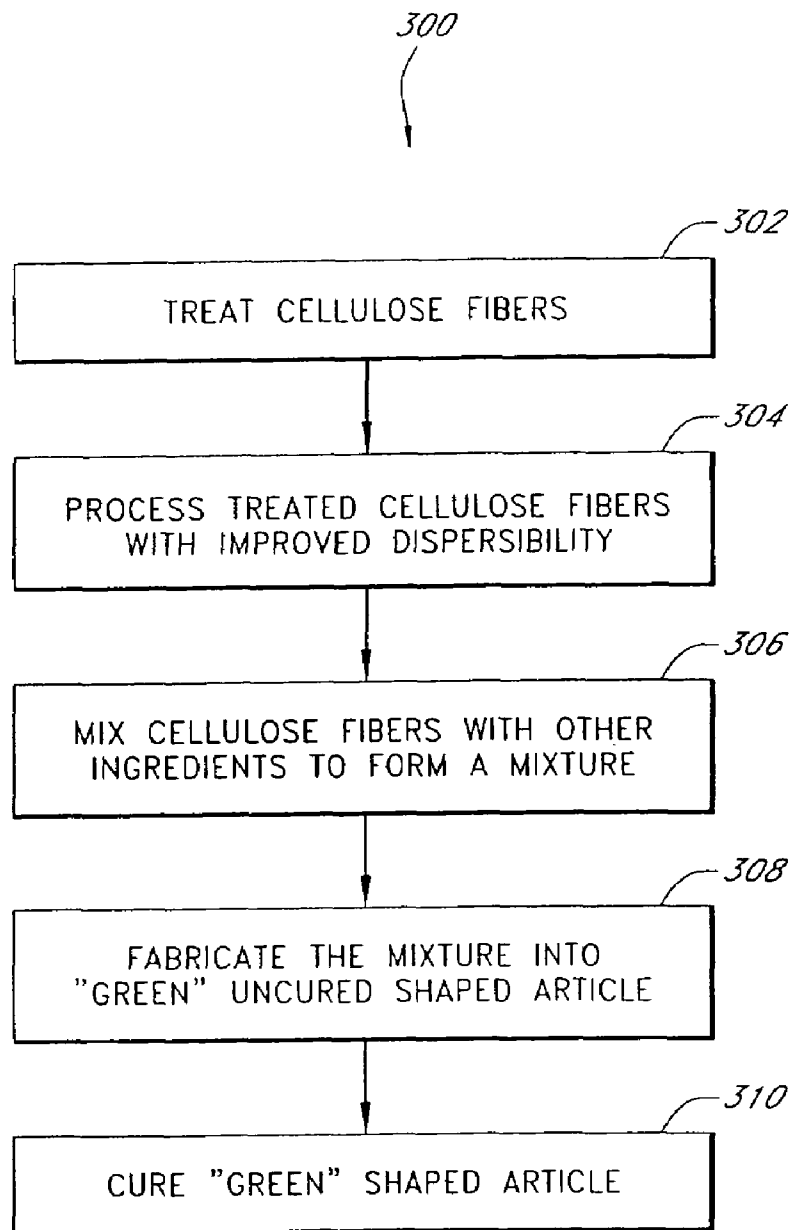 300
302
TREAT CELLULOSE FIBERS
304
PROCESS TREATED CELLULOSE FIBERS
WITH IMPROVED DISPERSIBILITY
306
MIX CELLULOSE FIBERS WITH OTHER
INGREDIENTS TO FORM A MIXTURE
308
FABRICATE THE MIXTURE INTO
"GREEN" UNCURED SHAPED ARTICLE
310
CURE "GREEN" SHAPED ARTICLE